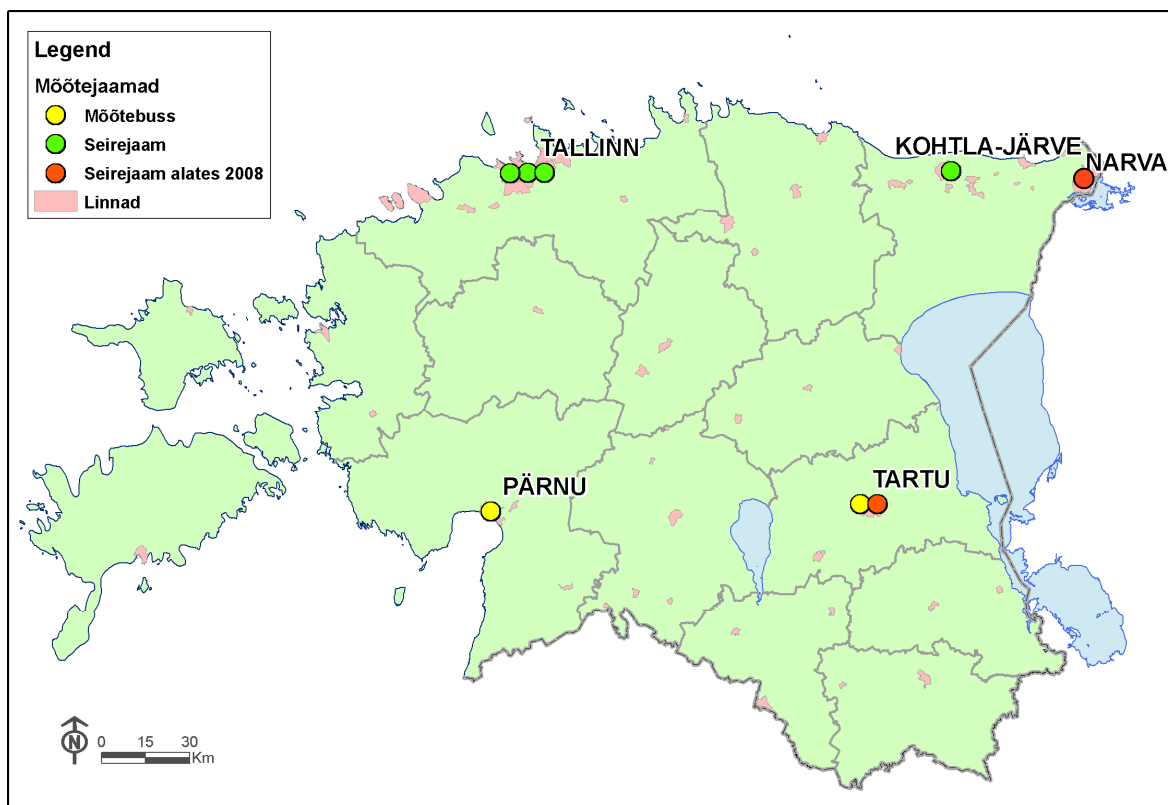 Legend
Mõõtejaamad
Mõõtebuss
Seirejaam
Seirejaam alates 2008
Linnad
TALLINN
KOHTLA-JÄRVE
NARVA
PÄRNU
TARTU
N
0 15 30
Km